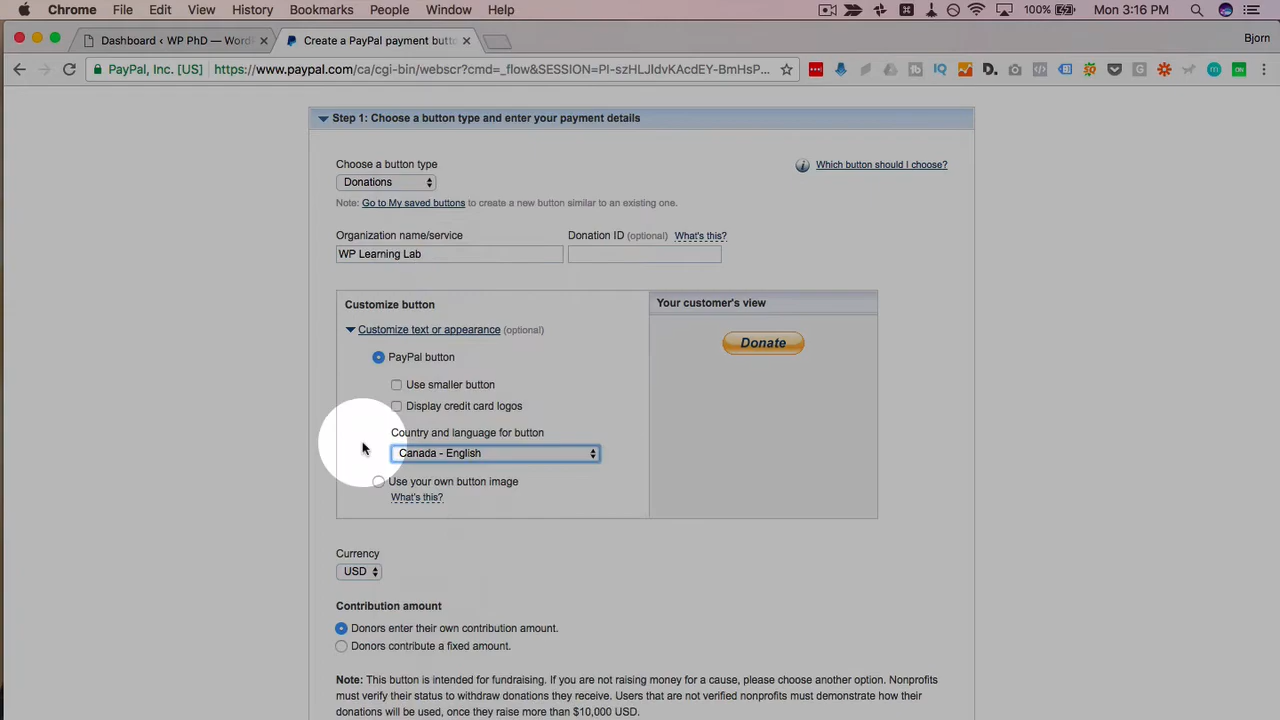 Chrome File Edit View History Bookmarks People Window Help 100% Mon 3:16 PM
Dashboard ‹ WP PhD — WordP Create a PayPal payment butto Bjorn
PayPal, Inc. [US] https://www.paypal.com/ca/cgi-bin/webscr?cmd=_flow&SESSION=PI-szHLJIdvKAcdEY-BmHsP...
Step 1: Choose a button type and enter your payment details
Choose a button type
Which button should I choose?
Donations
Note: Go to My saved buttons to create a new button similar to an existing one.
Organization name/service Donation ID (optional) What's this?
WP Learning Lab
Customize button Your customer's view
Customize text or appearance (optional)
Donate
PayPal button
Use smaller button
Display credit card logos
Country and language for button
Canada - English
Use your own button image
What's this?
Currency
USD
Contribution amount
Donors enter their own contribution amount.
Donors contribute a fixed amount.
Note: This button is intended for fundraising. If you are not raising money for a cause, please choose another option. Nonprofits
must verify their status to withdraw donations they receive. Users that are not verified nonprofits must demonstrate how their
donations will be used, once they raise more than $10,000 USD.